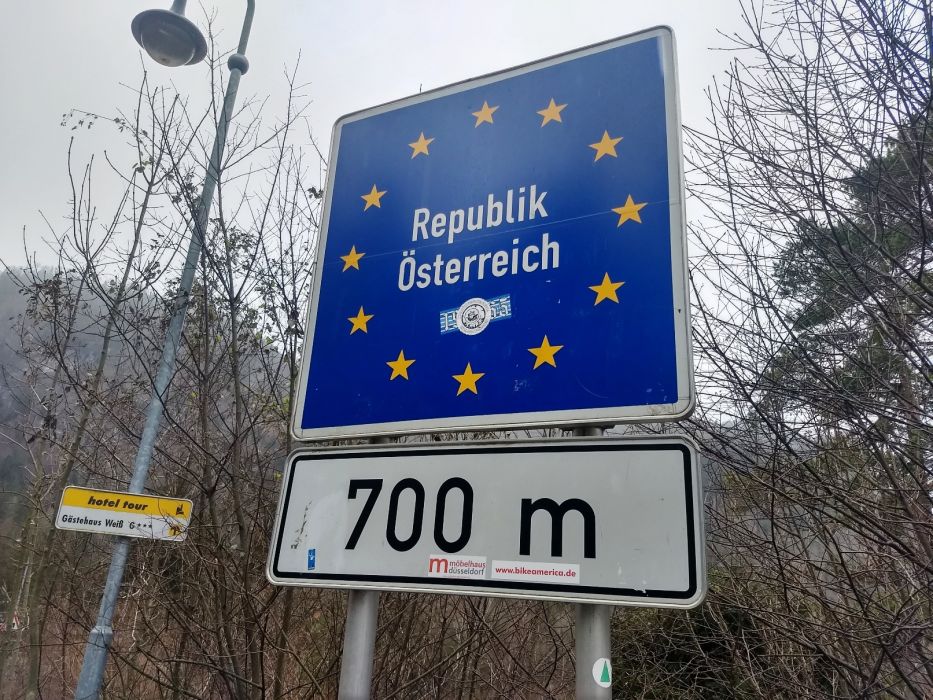 Republik
Österreich
700 m
m möbelhaus
düsseldorf
www.bikeamerica.de
hotel tour
Gästehaus Weiß G***